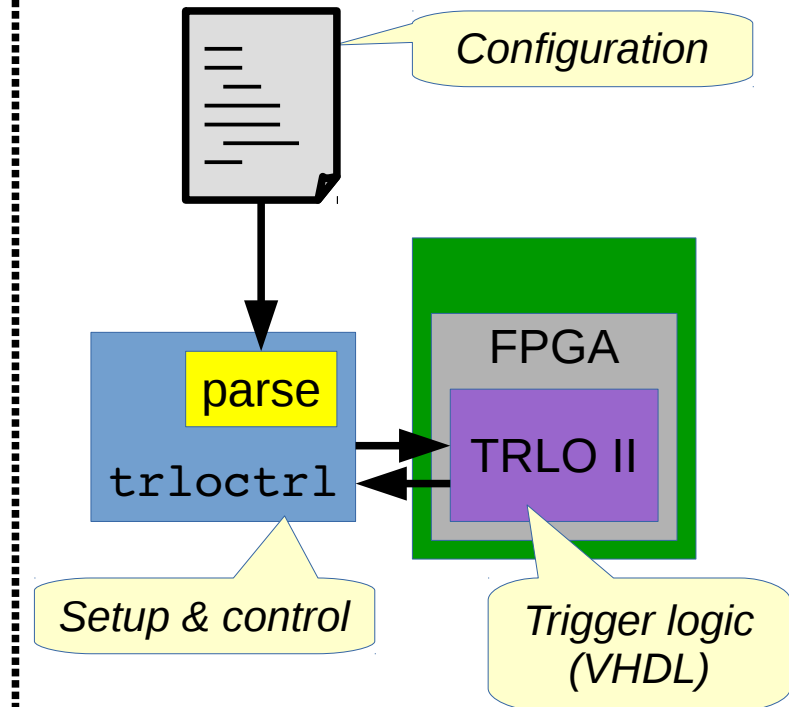 Configuration
FPGA
parse
TRLO II
trloctrl
Setup & control
Trigger logic
(VHDL)